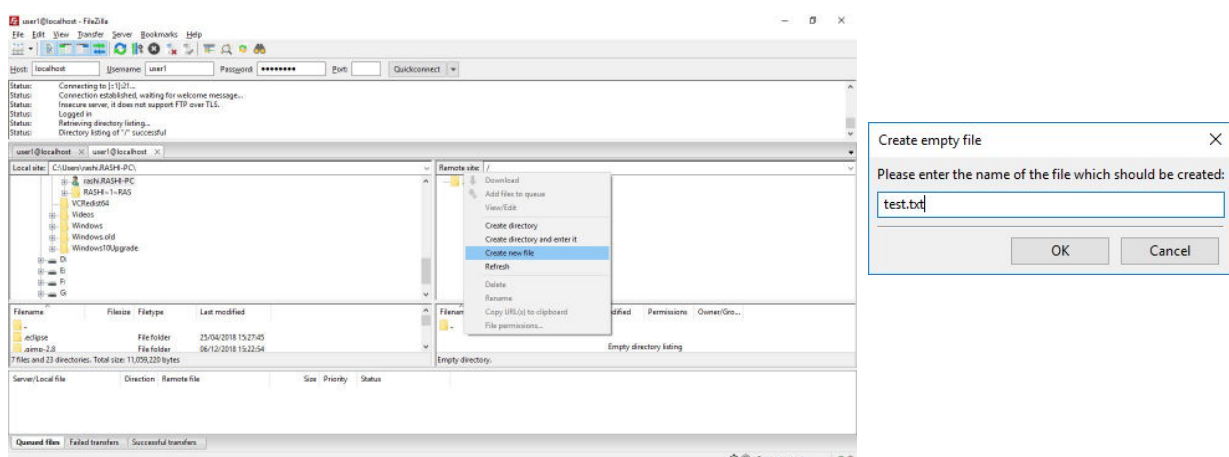 user1@localhost - FileZilla
File Edit View Transfer Server Bookmarks Help
Host: localhost Username: user1 Password: •••••••• Port: Quickconnect
Status: Connecting to [::1]:21...
Status: Connection established, waiting for welcome message...
Status: Insecure server, it does not support FTP over TLS.
Status: Logged in
Status: Retrieving directory listing...
Status: Directory listing of "/" successful
user1@localhost × user1@localhost ×
Local site: C:\Users\rashi.RASHI-PC\
rashi.RASHI-PC
RASHI~1~RAS
VCRedist64
Videos
Windows
Windows.old
Windows10Upgrade
D:
E:
F:
G:
Filename Filesize Filetype Last modified
..
.eclipse File folder 25/04/2018 15:27:45
.gimp-2.8 File folder 06/12/2018 15:22:54
7 files and 23 directories. Total size: 11,059,220 bytes
Remote site: /
Download
Add files to queue
View/Edit
Create directory
Create directory and enter it
Create new file
Refresh
Delete
Rename
Copy URL(s) to clipboard
File permissions...
Permissions Owner/Gro...
..
Empty directory listing
Empty directory.
Server/Local file Direction Remote file Size Priority Status
Queued files Failed transfers Successful transfers
Create empty file
Please enter the name of the file which should be created:
test.txt
OK Cancel